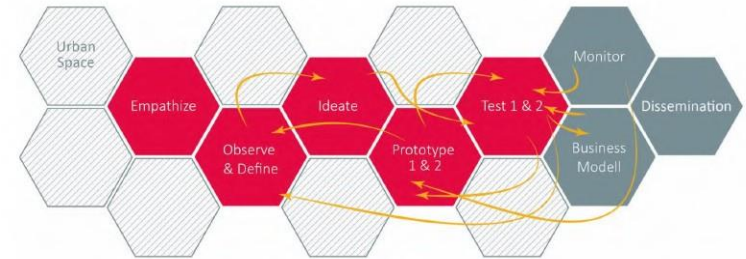 Urban
Space
Empathize
Observe
& Define
Ideate
Prototype
1 & 2
Test 1 & 2
Monitor
Business
Modell
Dissemination